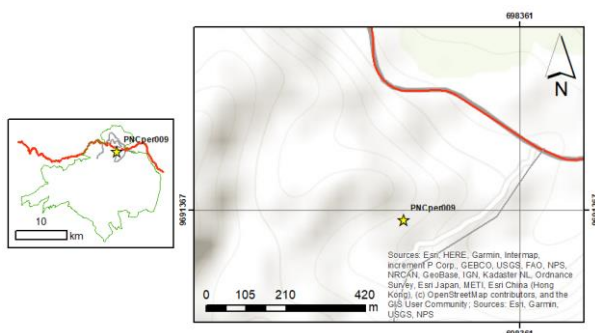 PNCper009
10
km
698361
N
9691367
9691367
PNCper009
Sources: Esri, HERE, Garmin, Intermap,
increment P Corp., GEBCO, USGS, FAO, NPS,
NRCAN, GeoBase, IGN, Kadaster NL, Ordnance
Survey, Esri Japan, METI, Esri China (Hong
Kong), (c) OpenStreetMap contributors, and the
GIS User Community; Sources: Esri, Garmin,
USGS, NPS
0 105 210 420
m
698361